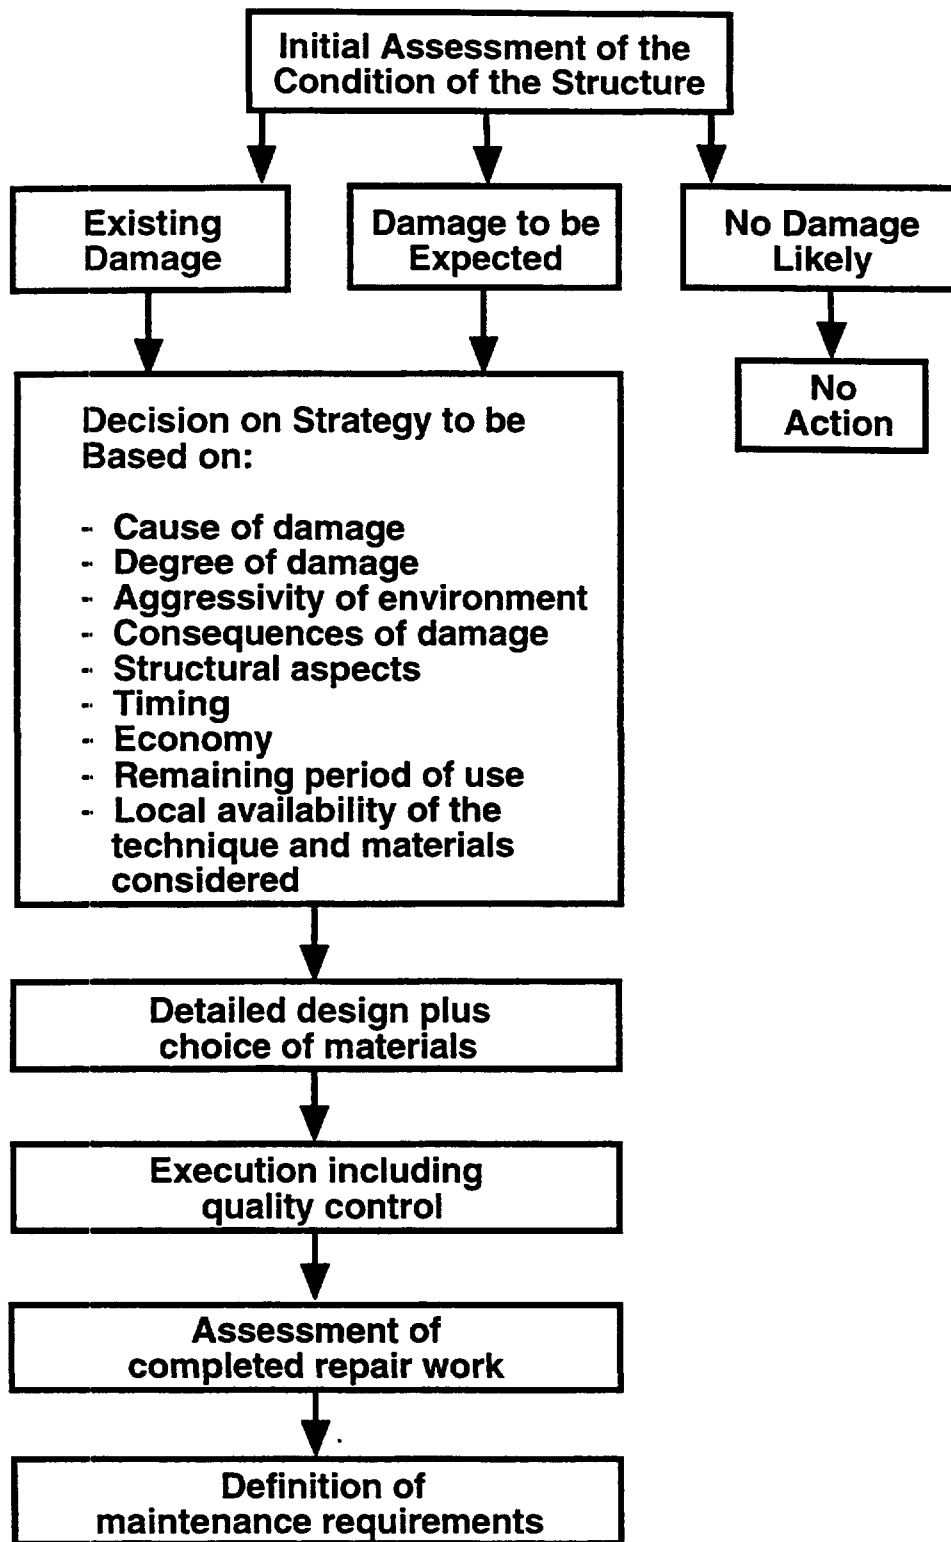 Initial Assessment of the
Condition of the Structure
Existing
Damage
Damage to be
Expected
No Damage
Likely
No
Action
Decision on Strategy to be
Based on:
- Cause of damage
- Degree of damage
- Aggressivity of environment
- Consequences of damage
- Structural aspects
- Timing
- Economy
- Remaining period of use
- Local availability of the
technique and materials
considered
Detailed design plus
choice of materials
Execution including
quality control
Assessment of
completed repair work
Definition of
maintenance requirements